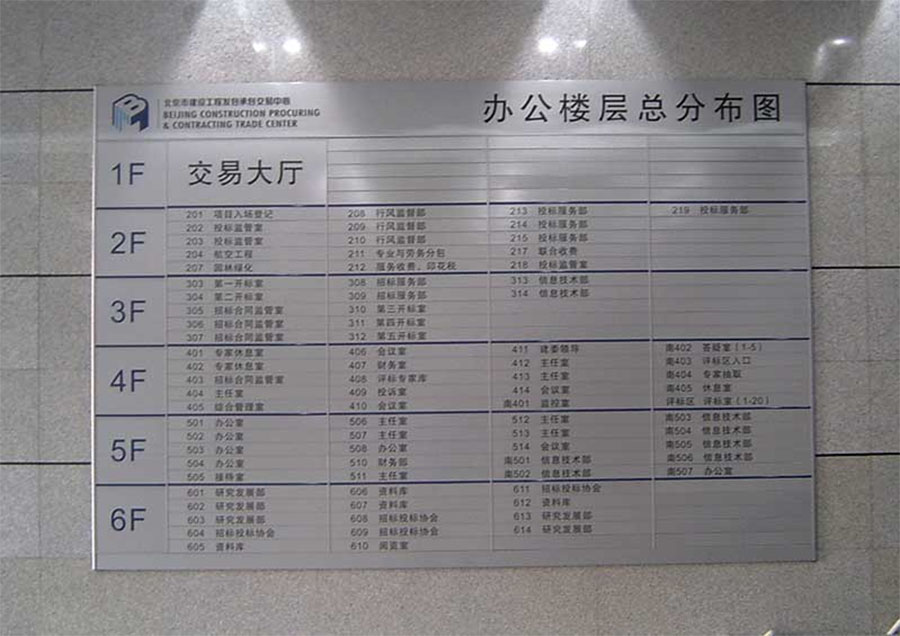 北京市建设工程发包承包交易中心
BEIJING CONSTRUCTION PROCURING
& CONTRACTING TRADE CENTER
办公楼层总分布图
1F
交易大厅
2F
201 项目入场登记
202 投标监管室
203 投标监管室
204 航空工程
207 园林绿化
208 行风监督部
209 行风监督部
210 行风监督部
211 专业与劳务分包
212 服务收费、印花税
213 投标服务部
214 投标服务部
215 投标服务部
217 联合收费
218 投标监管室
219 投标服务部
3F
303 第一开标室
304 第二开标室
305 招标合同监管室
306 招标合同监管室
307 招标合同监管室
308 招标服务部
309 招标服务部
310 第三开标室
311 第四开标室
312 第五开标室
313 信息技术部
314 信息技术部
4F
401 专家休息室
402 专家休息室
403 招标合同监管室
404 主任室
405 综合管理室
406 会议室
407 财务室
408 评标专家库
409 投诉室
410 会议室
411 建委领导
412 主任室
413 主任室
414 会议室
南401 监控室
南402 答疑室(1-5)
南403 评标区入口
南404 专家抽取
南405 休息室
评标区 评标室(1-20)
5F
501 办公室
502 办公室
503 办公室
504 办公室
505 接待室
506 主任室
507 主任室
508 办公室
510 财务部
511 主任室
512 主任室
513 主任室
514 会议室
南501 信息技术部
南502 信息技术部
南503 信息技术部
南504 信息技术部
南505 信息技术部
南506 信息技术部
南507 办公室
6F
601 研究发展部
602 研究发展部
603 研究发展部
604 招标投标协会
605 资料库
606 资料库
607 资料库
608 招标投标协会
609 招标投标协会
610 阅览室
611 招标投标协会
612 资料库
613 研究发展部
614 研究发展部